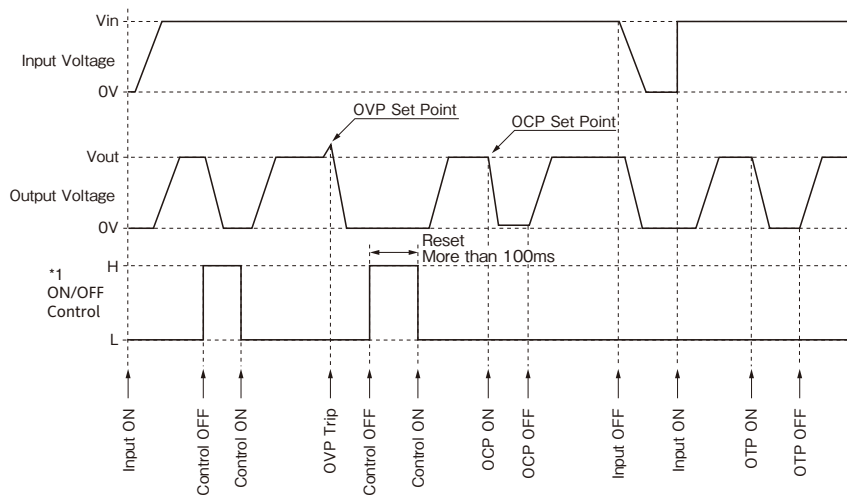 Vin
Input Voltage
0V
OVP Set Point
OCP Set Point
Vout
Output Voltage
0V
Reset
More than 100ms
*1
ON/OFF
Control
H
L
Input ON
Control OFF
Control ON
OVP Trip
Control OFF
Control ON
OCP ON
OCP OFF
Input OFF
Input ON
OTP ON
OTP OFF